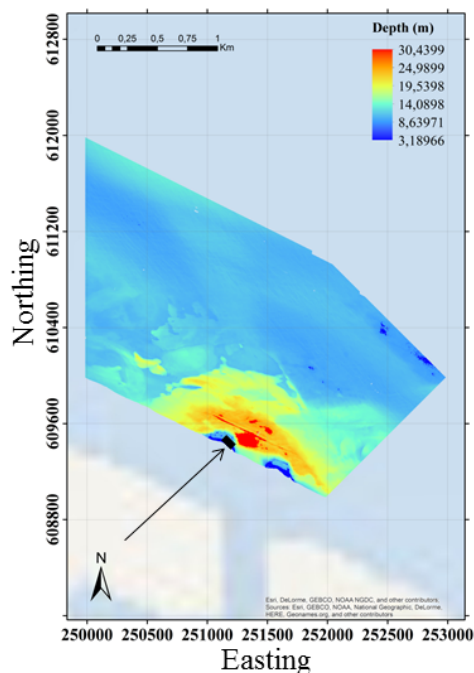 612800
612000
611200
610400
609600
608800
Northing
0 0,25 0,5 0,75 1
Km
Depth (m)
30,4399
24,9899
19,5398
14,0898
8,63971
3,18966
N
Esri, DeLorme, GEBCO, NOAA NGDC, and other contributors.
Sources: Esri, GEBCO, NOAA, National Geographic, DeLorme,
HERE, Geonames.org, and other contributors
250000 250500 251000 251500 252000 252500 253000
Easting